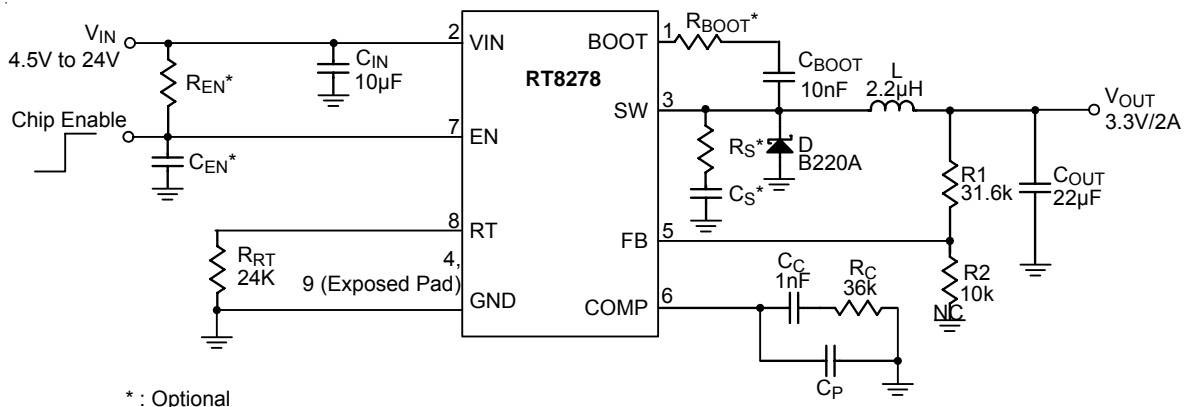 VIN
4.5V to 24V
REN*
Chip Enable
CEN*
CIN
10µF
2
VIN
7
EN
8
RT
RRT
24K
4,
9 (Exposed Pad)
GND
RT8278
BOOT
1
SW
3
FB
5
COMP
6
RBOOT*
CBOOT
10nF
L
2.2µH
VOUT
3.3V/2A
RS*
CS*
D
B220A
R1
31.6k
COUT
22µF
R2
10k
NC
CC
1nF
RC
36k
CP
* : Optional